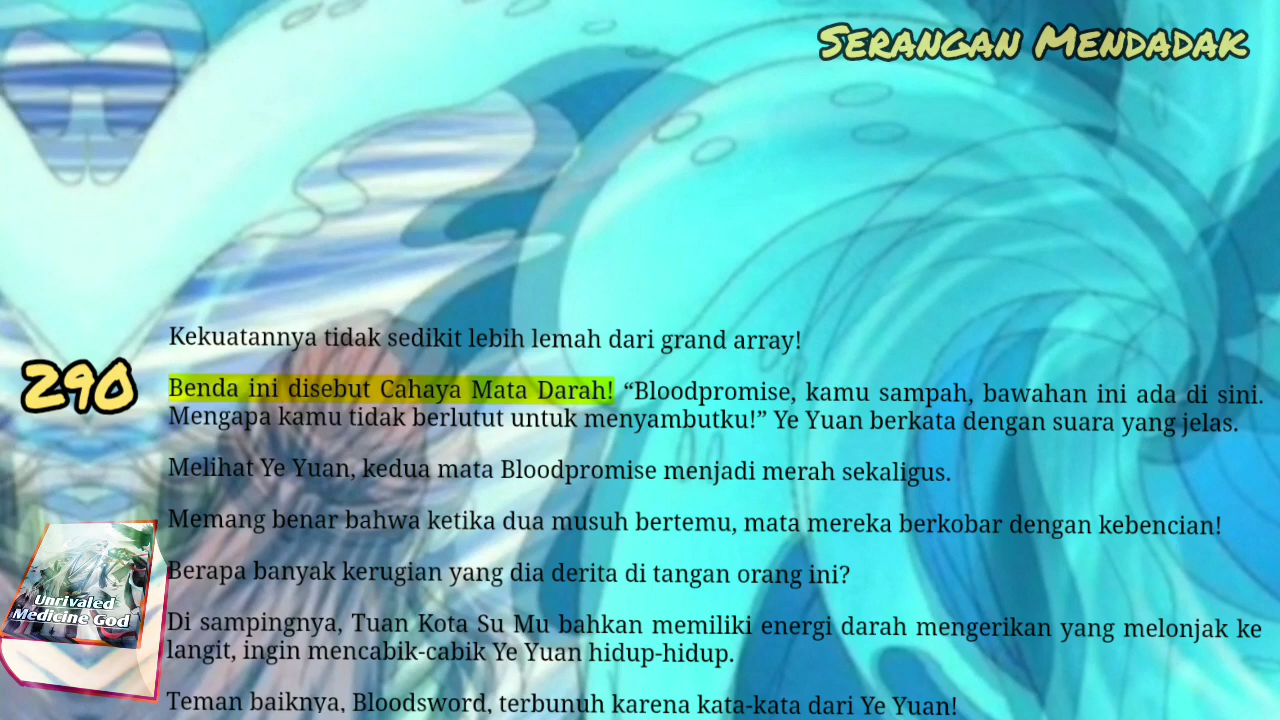 Serangan Mendadak
Kekuatannya tidak sedikit lebih lemah dari grand array!
290
Benda ini disebut Cahaya Mata Darah! “Bloodpromise, kamu sampah, bawahan ini ada di sini.
Mengapa kamu tidak berlutut untuk menyambutku!” Ye Yuan berkata dengan suara yang jelas.
Melihat Ye Yuan, kedua mata Bloodpromise menjadi merah sekaligus.
Memang benar bahwa ketika dua musuh bertemu, mata mereka berkobar dengan kebencian!
Berapa banyak kerugian yang dia derita di tangan orang ini?
Unrivaled
Medicine God
Di sampingnya, Tuan Kota Su Mu bahkan memiliki energi darah mengerikan yang melonjak ke
langit, ingin mencabik-cabik Ye Yuan hidup-hidup.
Teman baiknya, Bloodsword, terbunuh karena kata-kata dari Ye Yuan!